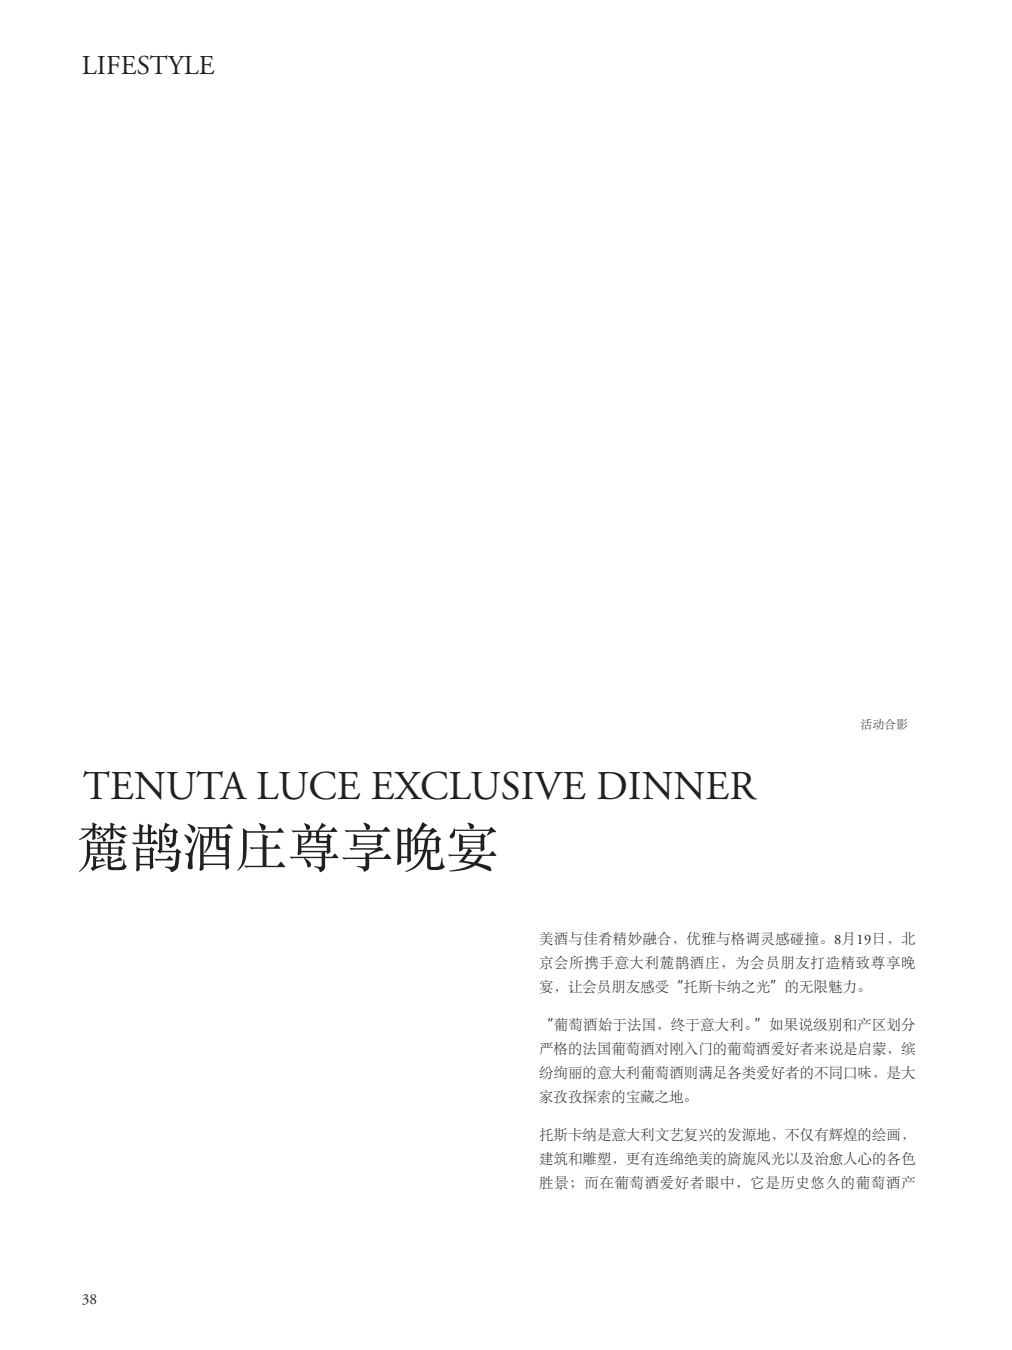 LIFESTYLE
活动合影
TENUTA LUCE EXCLUSIVE DINNER
麓鹊酒庄尊享晚宴
美酒与佳肴精妙融合，优雅与格调灵感碰撞。8月19日，北
京会所携手意大利麓鹊酒庄，为会员朋友打造精致尊享晚
宴，让会员朋友感受“托斯卡纳之光”的无限魅力。
“葡萄酒始于法国，终于意大利。”如果说级别和产区划分
严格的法国葡萄酒对刚入门的葡萄酒爱好者来说是启蒙，缤
纷绚丽的意大利葡萄酒则满足各类爱好者的不同口味，是大
家孜孜探索的宝藏之地。
托斯卡纳是意大利文艺复兴的发源地，不仅有辉煌的绘画，
建筑和雕塑，更有连绵绝美的旖旎风光以及治愈人心的各色
胜景；而在葡萄酒爱好者眼中，它是历史悠久的葡萄酒产
38